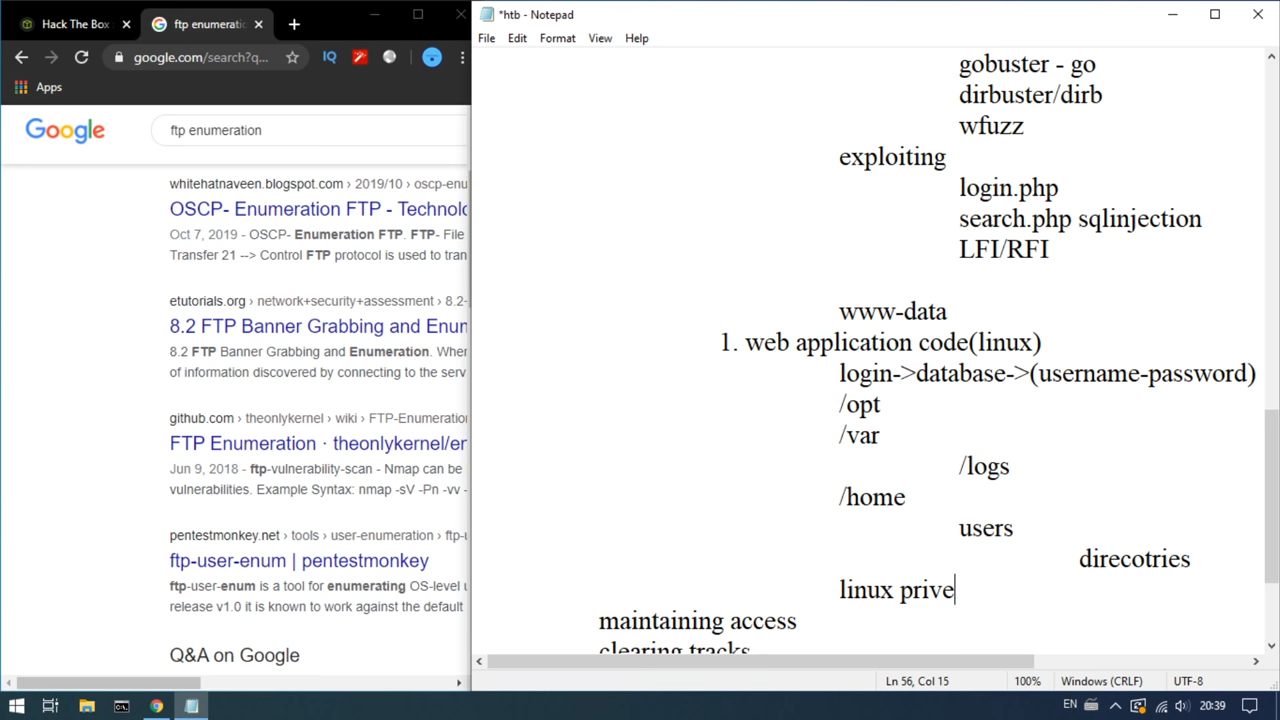 Hack The Box
ftp enumeratic
*htb - Notepad
google.com/search?q...
IQ
File Edit Format View Help
Apps
Google
ftp enumeration
whitehatnaveen.blogspot.com › 2019/10 › oscp-enu
OSCP- Enumeration FTP - Technolo
Oct 7, 2019 - OSCP- Enumeration FTP. FTP- File
Transfer 21 --> Control FTP protocol is used to tran
etutorials.org › network+security+assessment › 8.2-
8.2 FTP Banner Grabbing and Enum
8.2 FTP Banner Grabbing and Enumeration. Wher
of information discovered by connecting to the serv
github.com › theonlykernel › wiki › FTP-Enumeratio
FTP Enumeration · theonlykernel/er
Jun 9, 2018 - ftp-vulnerability-scan - Nmap can be
vulnerabilities. Example Syntax: nmap -sV -Pn -vv -
pentestmonkey.net › tools › user-enumeration › ftp-u
ftp-user-enum | pentestmonkey
ftp-user-enum is a tool for enumerating OS-level u
release v1.0 it is known to work against the default
Q&A on Google
gobuster - go
dirbuster/dirb
wfuzz
exploiting
login.php
search.php sqlinjection
LFI/RFI
www-data
1. web application code(linux)
login->database->(username-password)
/opt
/var
/logs
/home
users
direcotries
linux prive
maintaining access
clearing tracks
Ln 56, Col 15 100% Windows (CRLF) UTF-8
EN 20:39